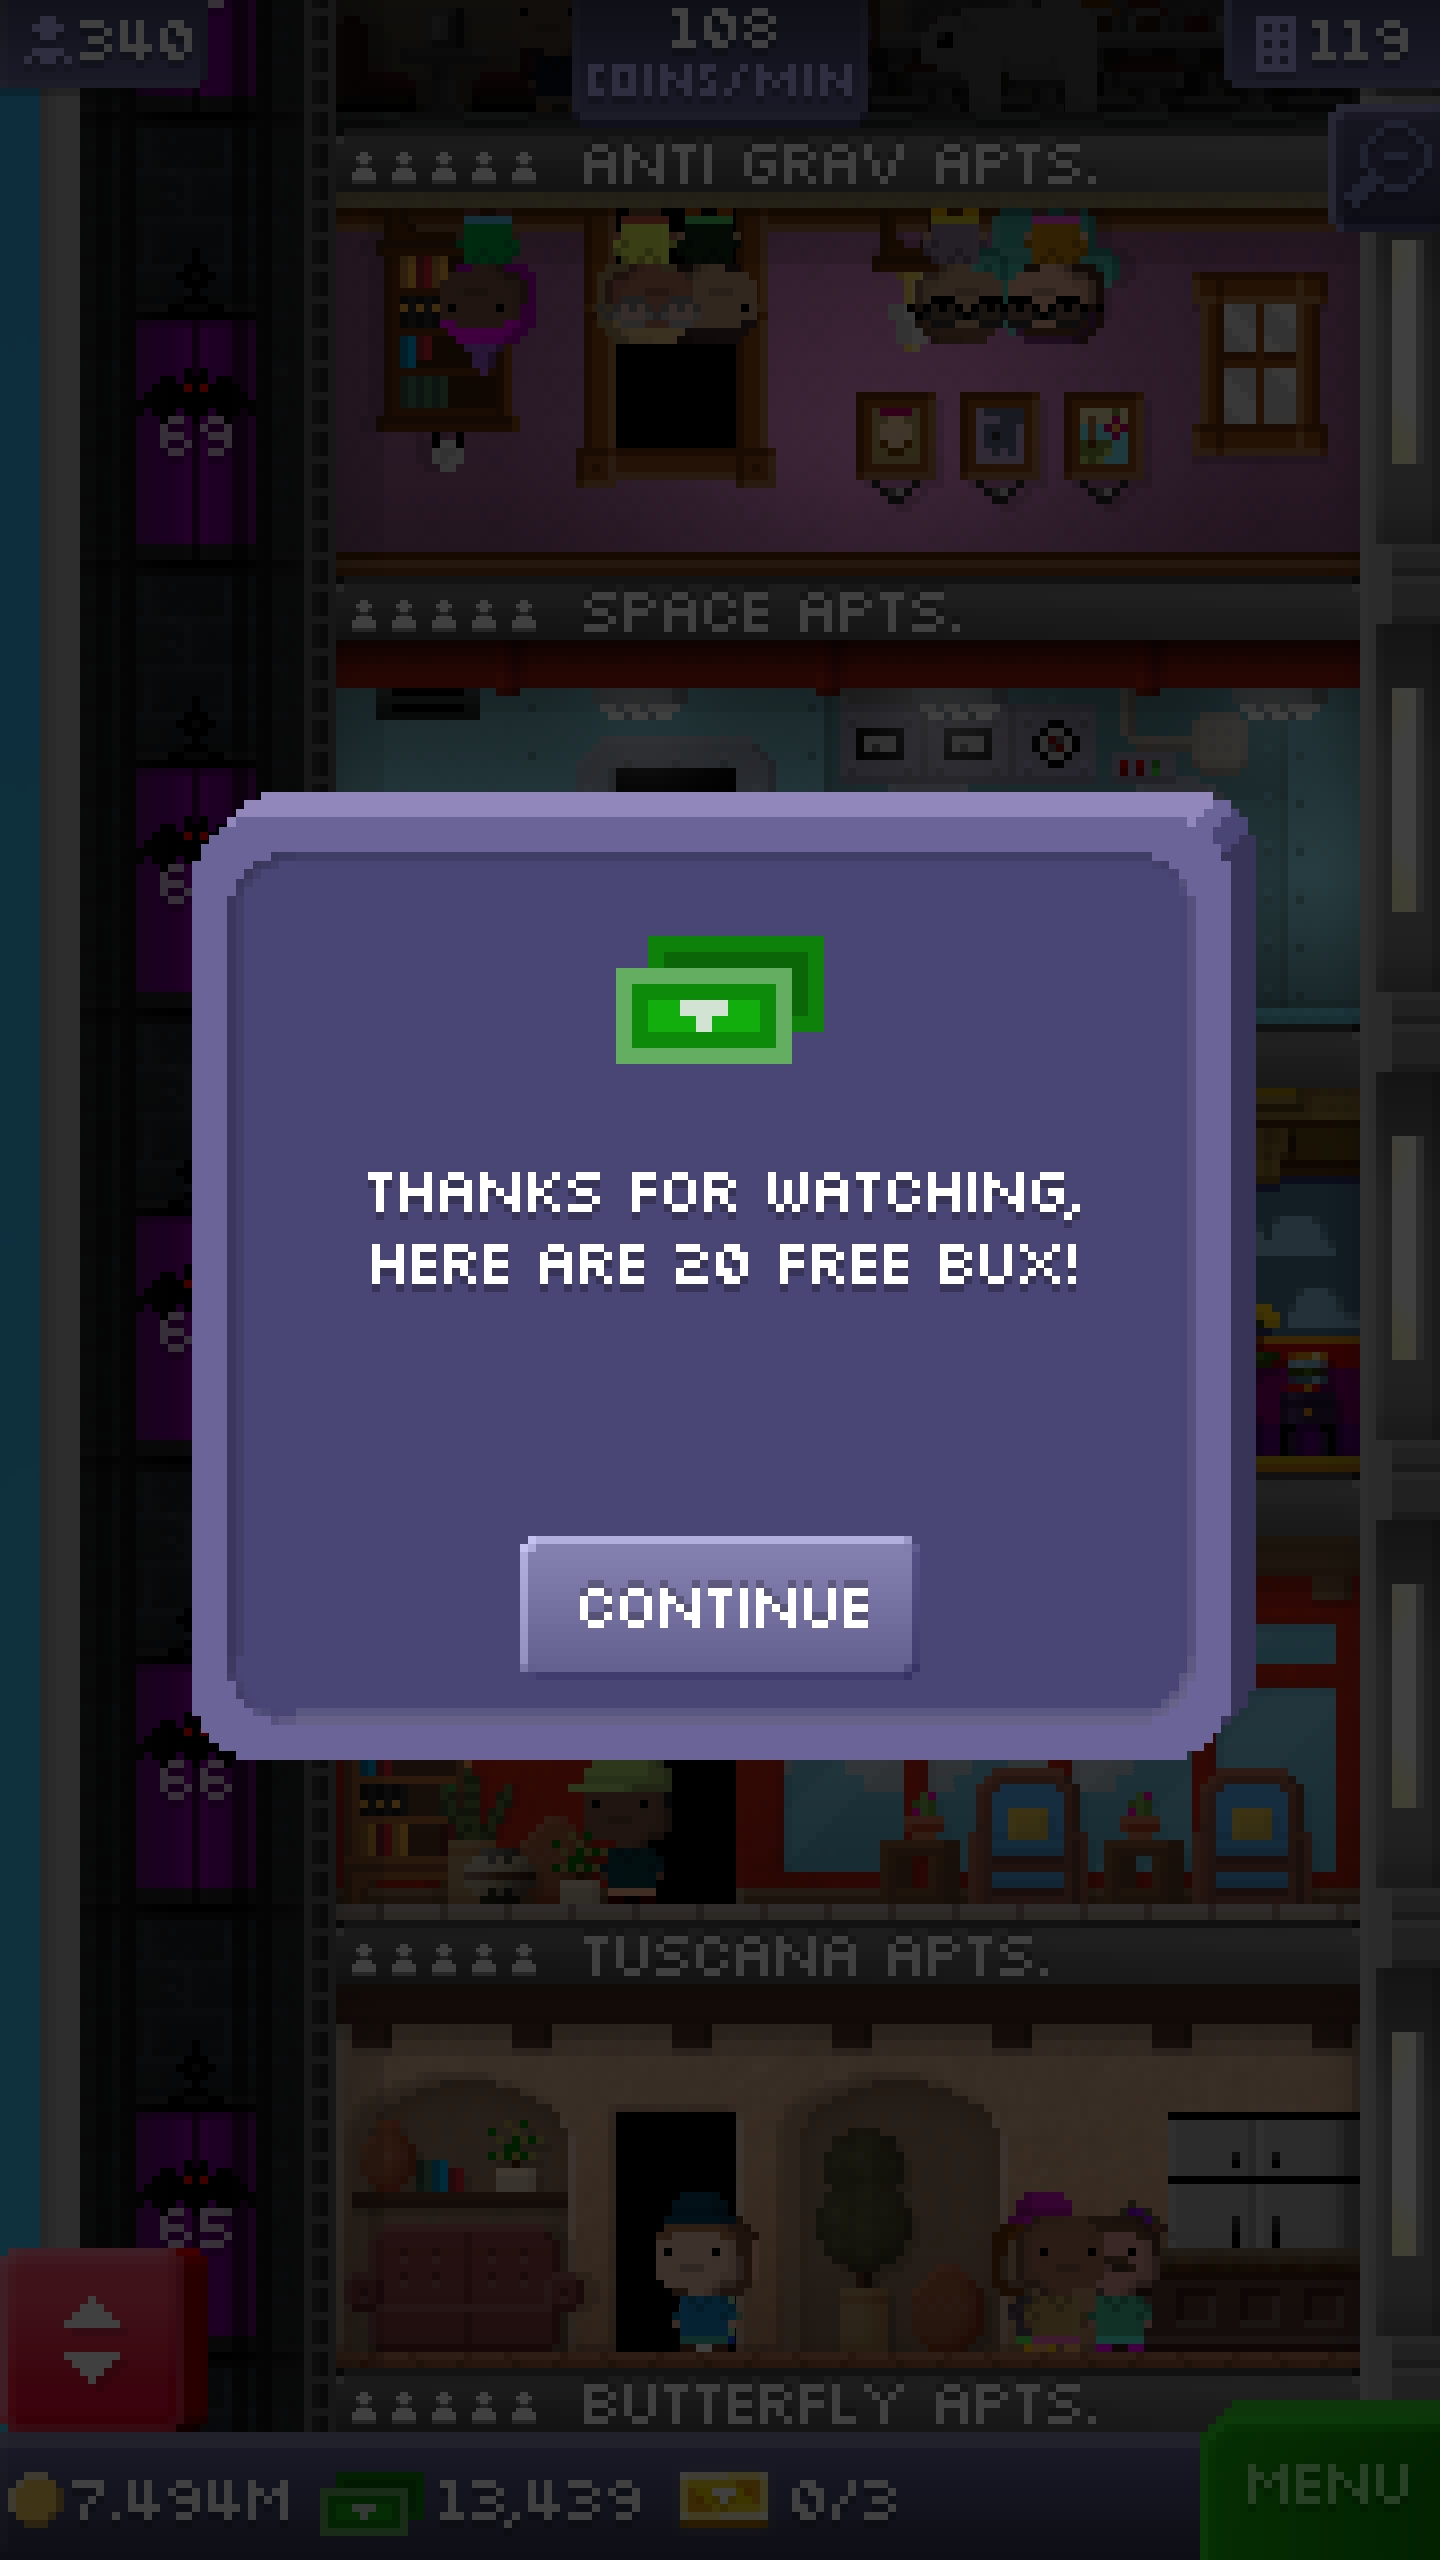 340
108
COINS/MIN
119
ANTI GRAV APTS.
69
SPACE APTS.
THANKS FOR WATCHING,
HERE ARE 20 FREE BUX!
CONTINUE
66
TUSCANA APTS.
65
BUTTERFLY APTS.
7.494M
13,439
0/3
MENU